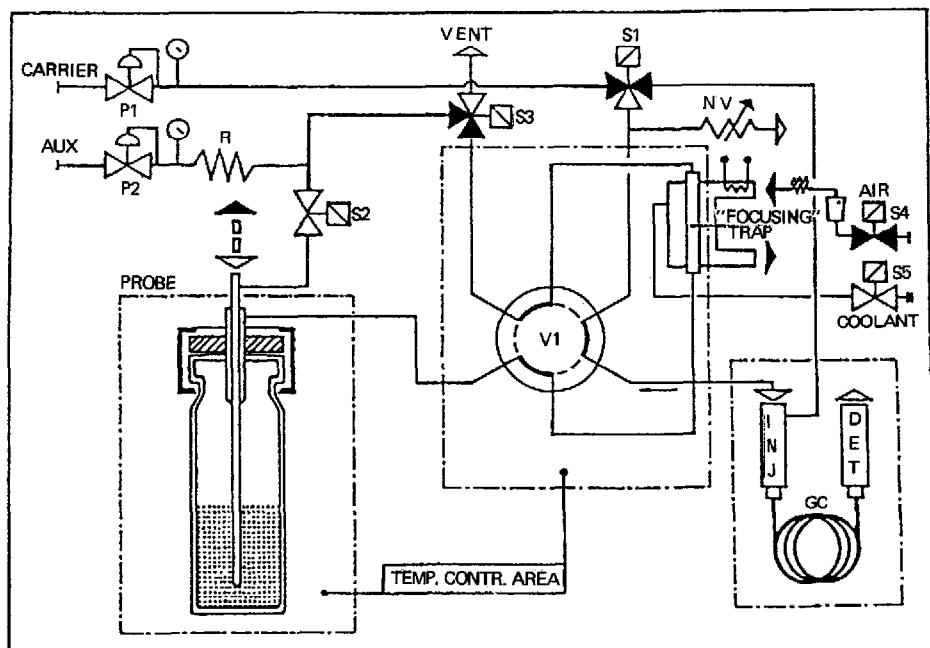 VENT
S1
CARRIER
P1
NV
S3
AUX
R
P2
AIR
S4
"FOCUSING"
TRAP
S2
S5
COOLANT
PROBE
V1
INJ
DET
GC
TEMP. CONTR. AREA